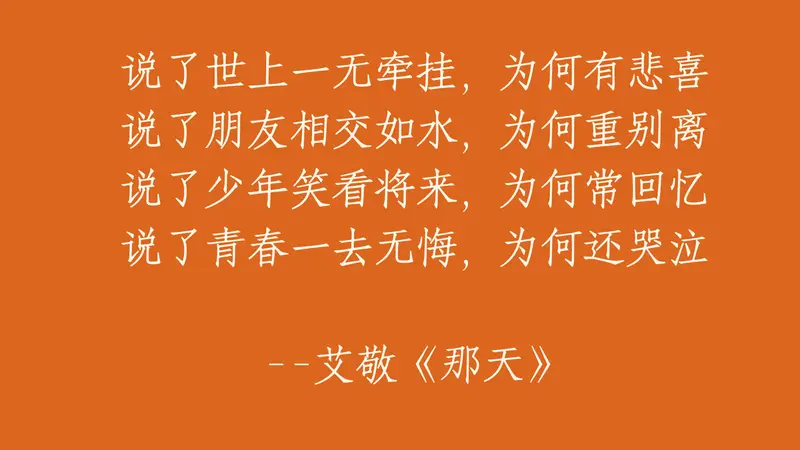 说了世上一无牵挂，为何有悲喜
说了朋友相交如水，为何重别离
说了少年笑看将来，为何常回忆
说了青春一去无悔，为何还哭泣
--艾敬《那天》